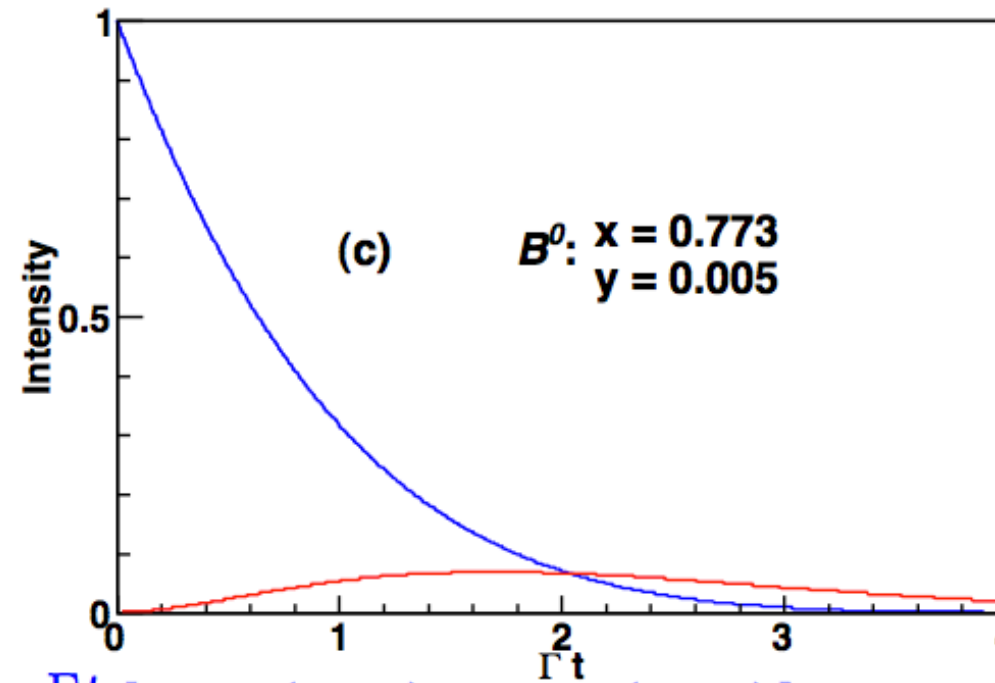 1
Intensity
0.5
(c)
B⁰: x = 0.773
y = 0.005
0
0 1 2 3
Γ t